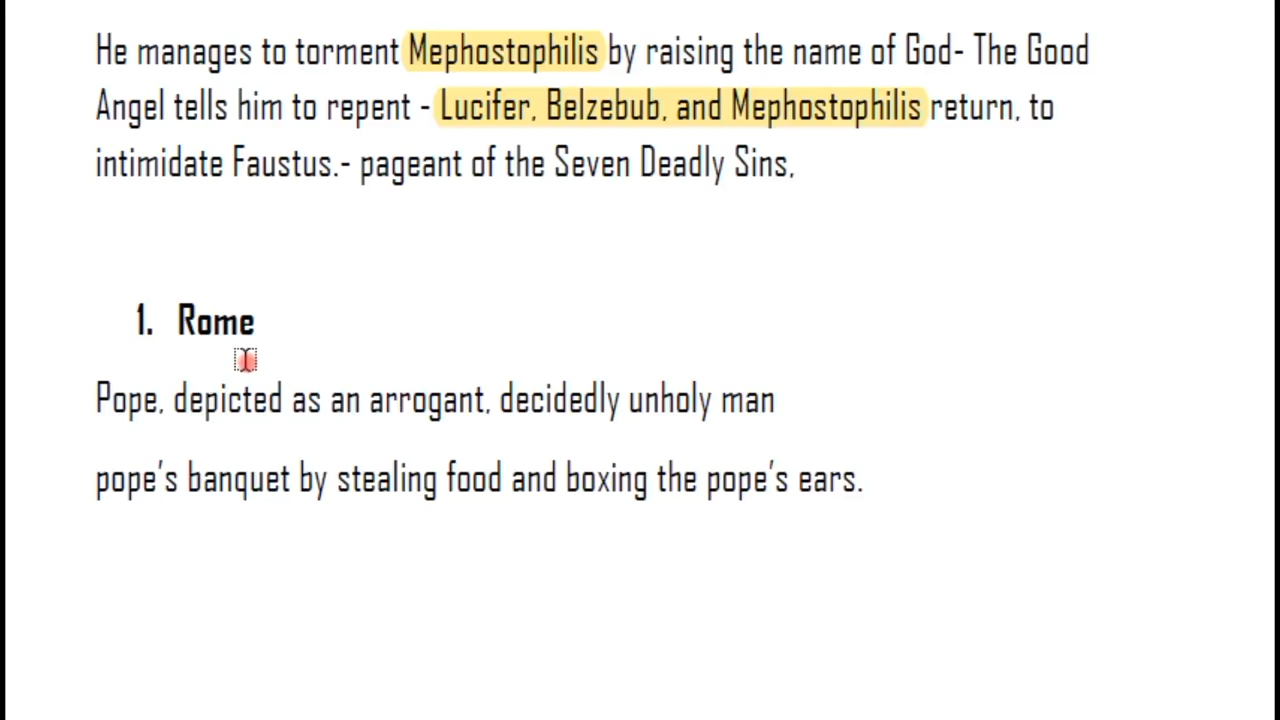 He manages to torment Mephostophilis by raising the name of God- The Good
Angel tells him to repent - Lucifer, Belzebub, and Mephostophilis return, to
intimidate Faustus.- pageant of the Seven Deadly Sins,
1. Rome
Pope, depicted as an arrogant, decidedly unholy man
pope's banquet by stealing food and boxing the pope's ears.